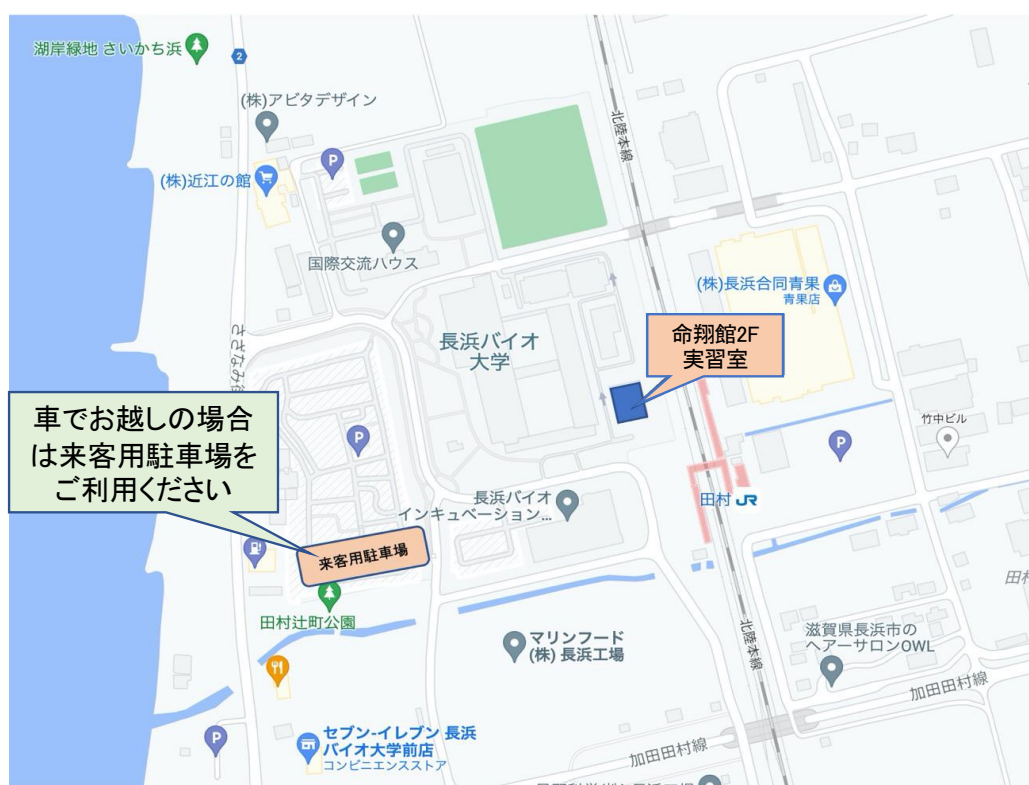 湖岸緑地 さいかち浜
2
(株)アビタデザイン
北陸本線
P
(株)近江の館
国際交流ハウス
(株)長浜合同青果
青果店
命翔館2F
実習室
長浜バイオ
大学
さざなみ
車でお越しの場合
は来客用駐車場を
ご利用ください
P
竹中ビル
P
長浜バイオ
インキュベーション...
田村 JR
来客用駐車場
田村
田村辻町公園
マリンフード
(株) 長浜工場
北陸本線
滋賀県長浜市の
ヘアーサロンOWL
加田田村線
P
セブン-イレブン 長浜
バイオ大学前店
コンビニエンスストア
加田田村線